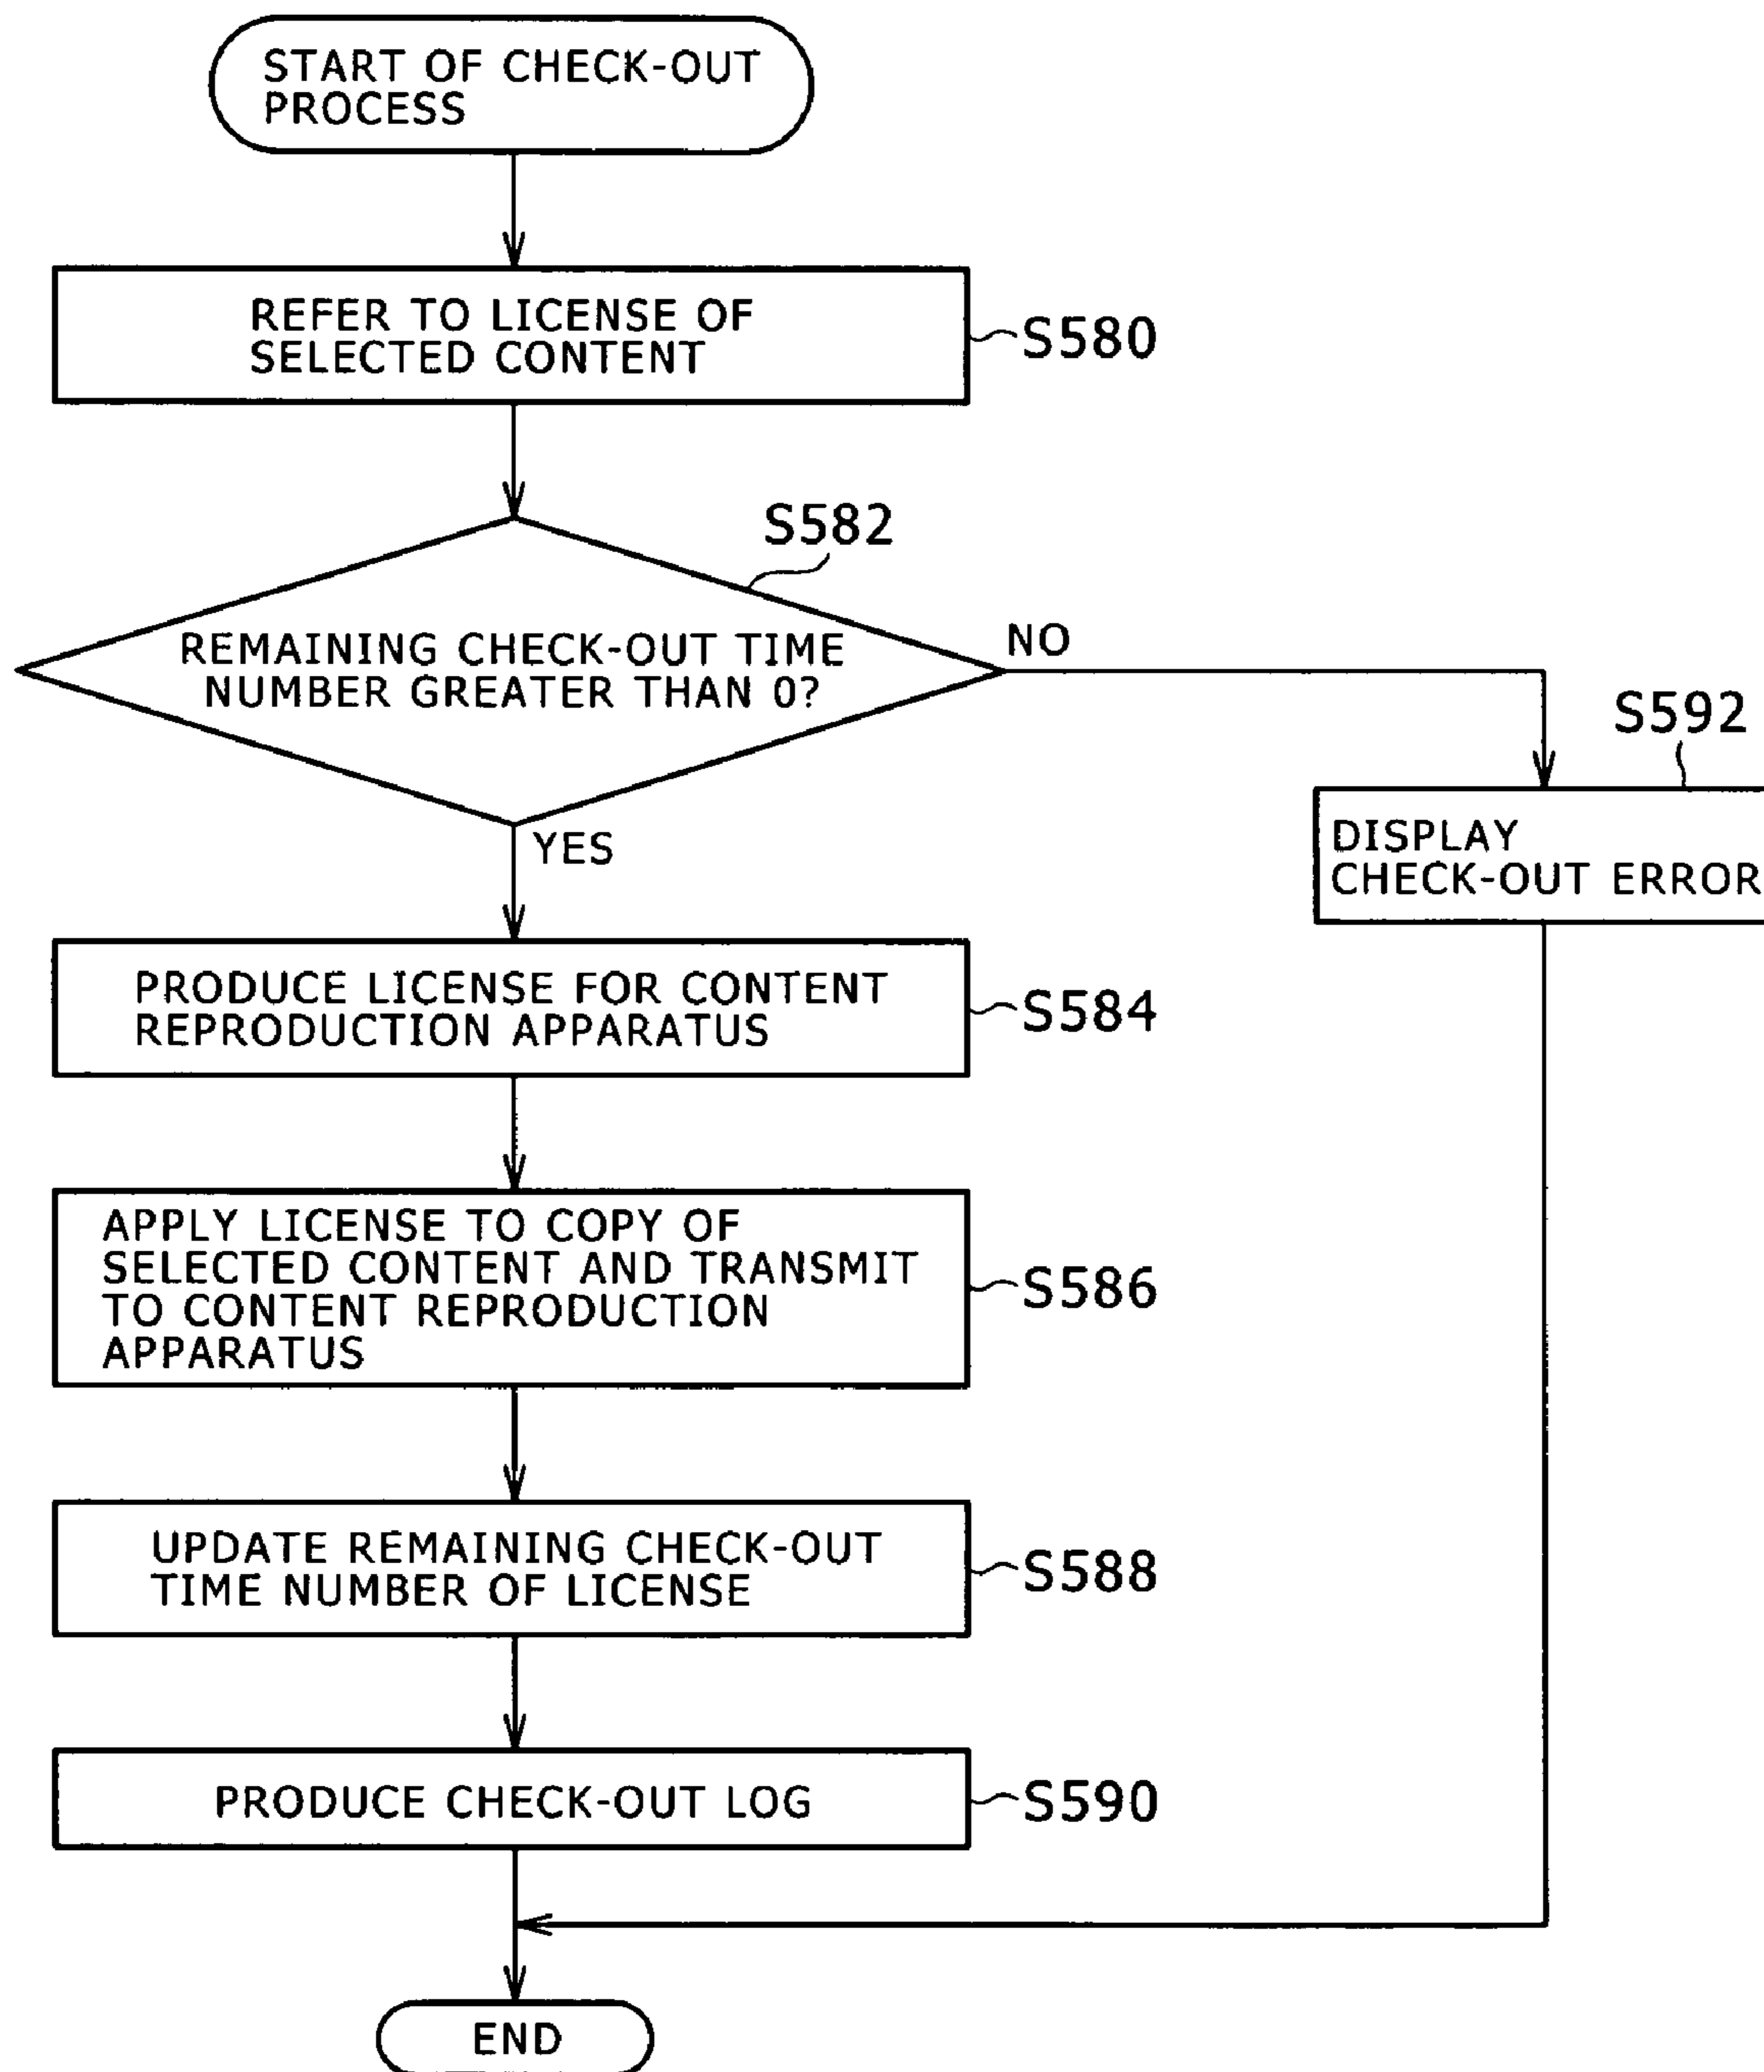 START OF CHECK-OUT
PROCESS
REFER TO LICENSE OF
SELECTED CONTENT
S580
S582
REMAINING CHECK-OUT TIME
NUMBER GREATER THAN 0?
NO
S592
DISPLAY
CHECK-OUT ERROR
YES
PRODUCE LICENSE FOR CONTENT
REPRODUCTION APPARATUS
S584
APPLY LICENSE TO COPY OF
SELECTED CONTENT AND TRANSMIT
TO CONTENT REPRODUCTION
APPARATUS
S586
UPDATE REMAINING CHECK-OUT
TIME NUMBER OF LICENSE
S588
PRODUCE CHECK-OUT LOG
S590
END